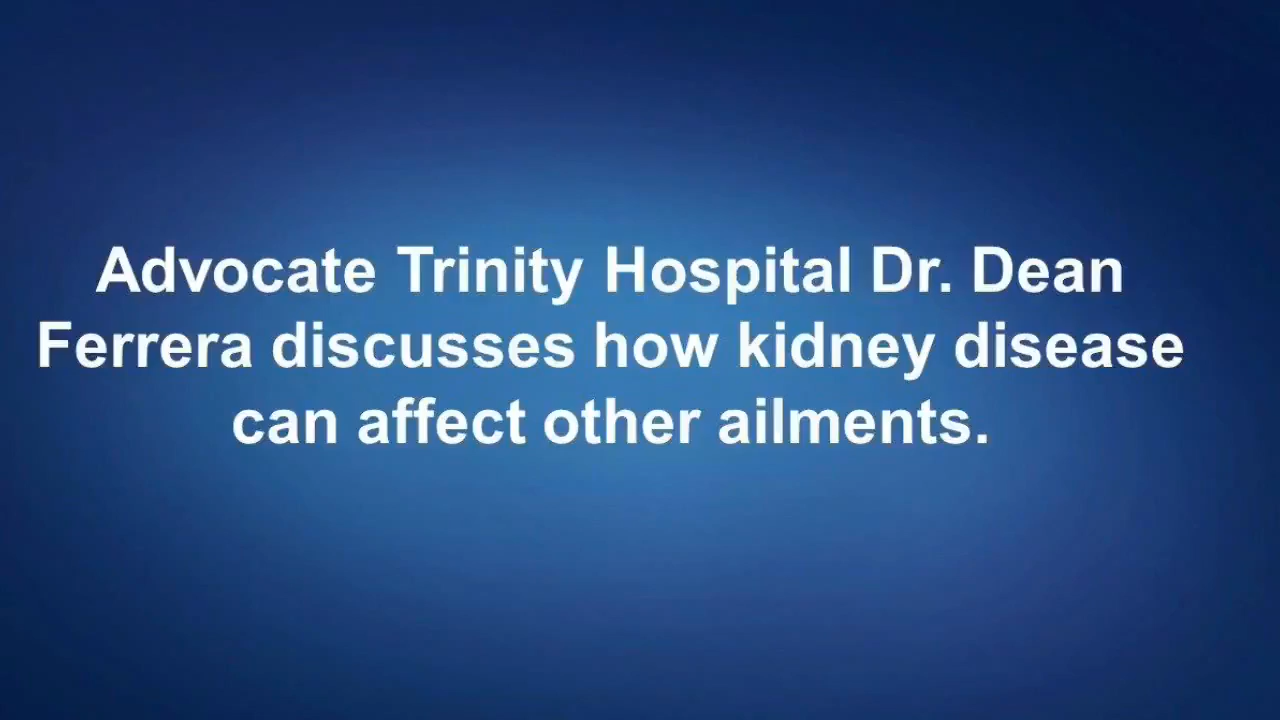 Advocate Trinity Hospital Dr. Dean
Ferrera discusses how kidney disease
can affect other ailments.